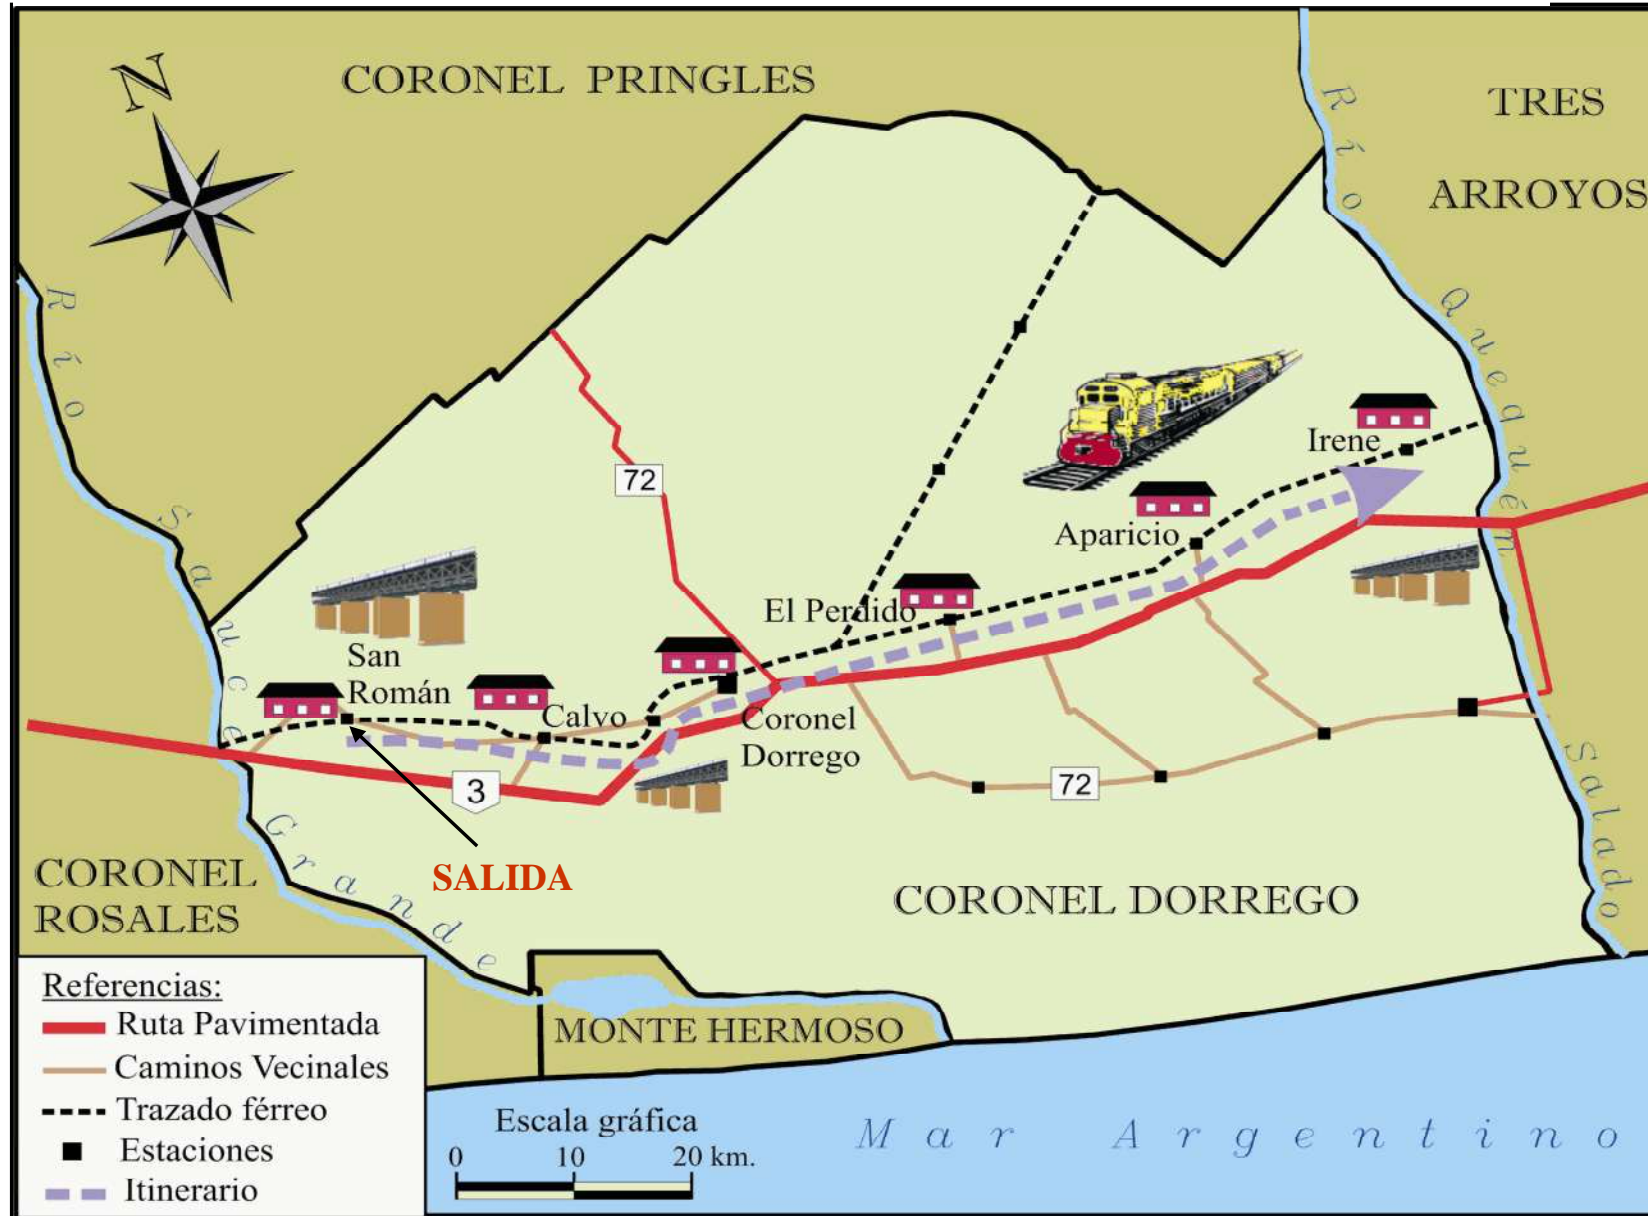 N
CORONEL PRINGLES
TRES
ARROYOS
Río Quequén Salado
Río Sauce Grande
72
Irene
Aparicio
El Perdido
San
Román
Calvo
Coronel
Dorrego
3
72
SALIDA
CORONEL
ROSALES
CORONEL DORREGO
MONTE HERMOSO
Referencias:
Ruta Pavimentada
Caminos Vecinales
Trazado férreo
Estaciones
Itinerario
Escala gráfica
0 10 20 km.
Mar Argentino